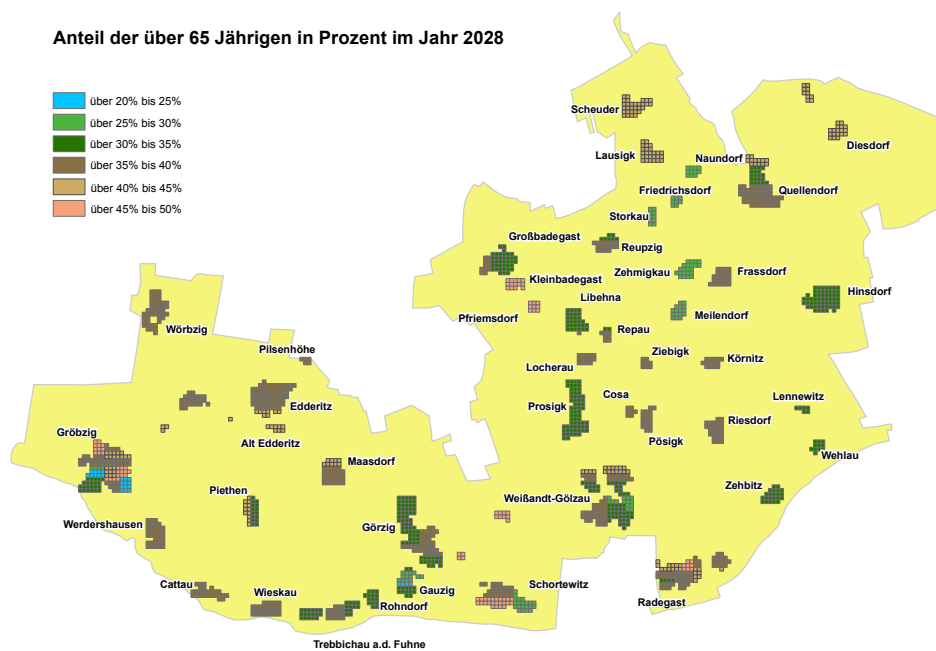 Anteil der über 65 Jährigen in Prozent im Jahr 2028
über 20% bis 25%
über 25% bis 30%
über 30% bis 35%
über 35% bis 40%
über 40% bis 45%
über 45% bis 50%
Scheuder
Diesdorf
Lausigk
Naundorf
Friedrichsdorf
Quellendorf
Storkau
Großbadegast
Reupzig
Zehmigkau
Frassdorf
Kleinbadegast
Hinsdorf
Libehna
Pfriemsdorf
Meilendorf
Wörbzig
Repau
Pilsenhöhe
Ziebigk
Locherau
Körnitz
Edderitz
Prosigk
Cosa
Lennewitz
Riesdorf
Gröbzig
Alt Edderitz
Pösigk
Wehlau
Maasdorf
Piethen
Zehbitz
Weißandt-Gölzau
Werdershausen
Görzig
Cattau
Wieskau
Gauzig
Schortewitz
Rohndorf
Radegast
Trebbichau a.d. Fuhne